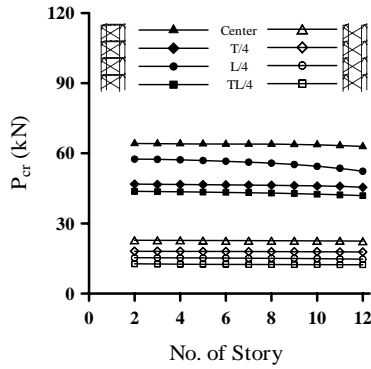 120
90
60
30
0
P_cr (kN)
Center
T/4
L/4
TL/4
0 2 4 6 8 10 12
No. of Story